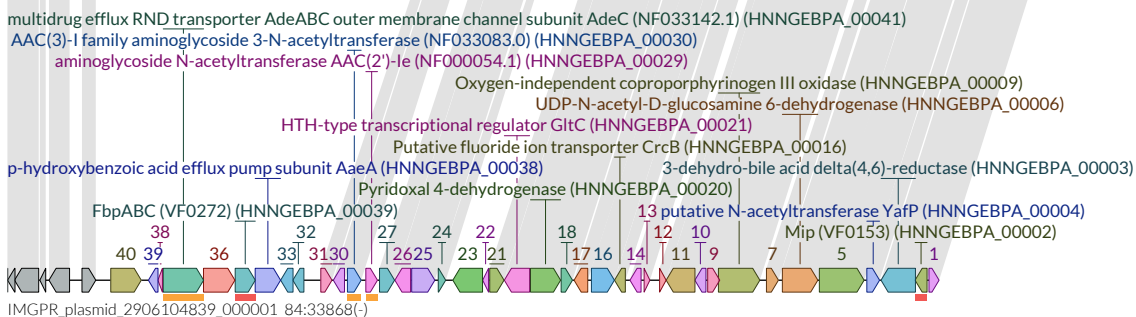 multidrug efflux RND transporter AdeABC outer membrane channel subunit AdeC (NF033142.1) (HNNGEBPA_00041)
AAC(3)-I family aminoglycoside 3-N-acetyltransferase (NF033083.0) (HNNGEBPA_00030)
aminoglycoside N-acetyltransferase AAC(2')-Ie (NF000054.1) (HNNGEBPA_00029)
Oxygen-independent coproporphyrinogen III oxidase (HNNGEBPA_00009)
UDP-N-acetyl-D-glucosamine 6-dehydrogenase (HNNGEBPA_00006)
HTH-type transcriptional regulator GltC (HNNGEBPA_00021)
Putative fluoride ion transporter CrcB (HNNGEBPA_00016)
p-hydroxybenzoic acid efflux pump subunit AaeA (HNNGEBPA_00038) 3-dehydro-bile acid delta(4,6)-reductase (HNNGEBPA_00003)
Pyridoxal 4-dehydrogenase (HNNGEBPA_00020)
FbpABC (VF0272) (HNNGEBPA_00039) 13 putative N-acetyltransferase YafP (HNNGEBPA_00004)
38 32 24 22 18 12 10 Mip (VF0153) (HNNGEBPA_00002)
40 39 36 33 31 30 27 26 25 23 21 17 16 14 11 9 7 5 1
IMGPR_plasmid_2906104839_000001 84:33868(-)